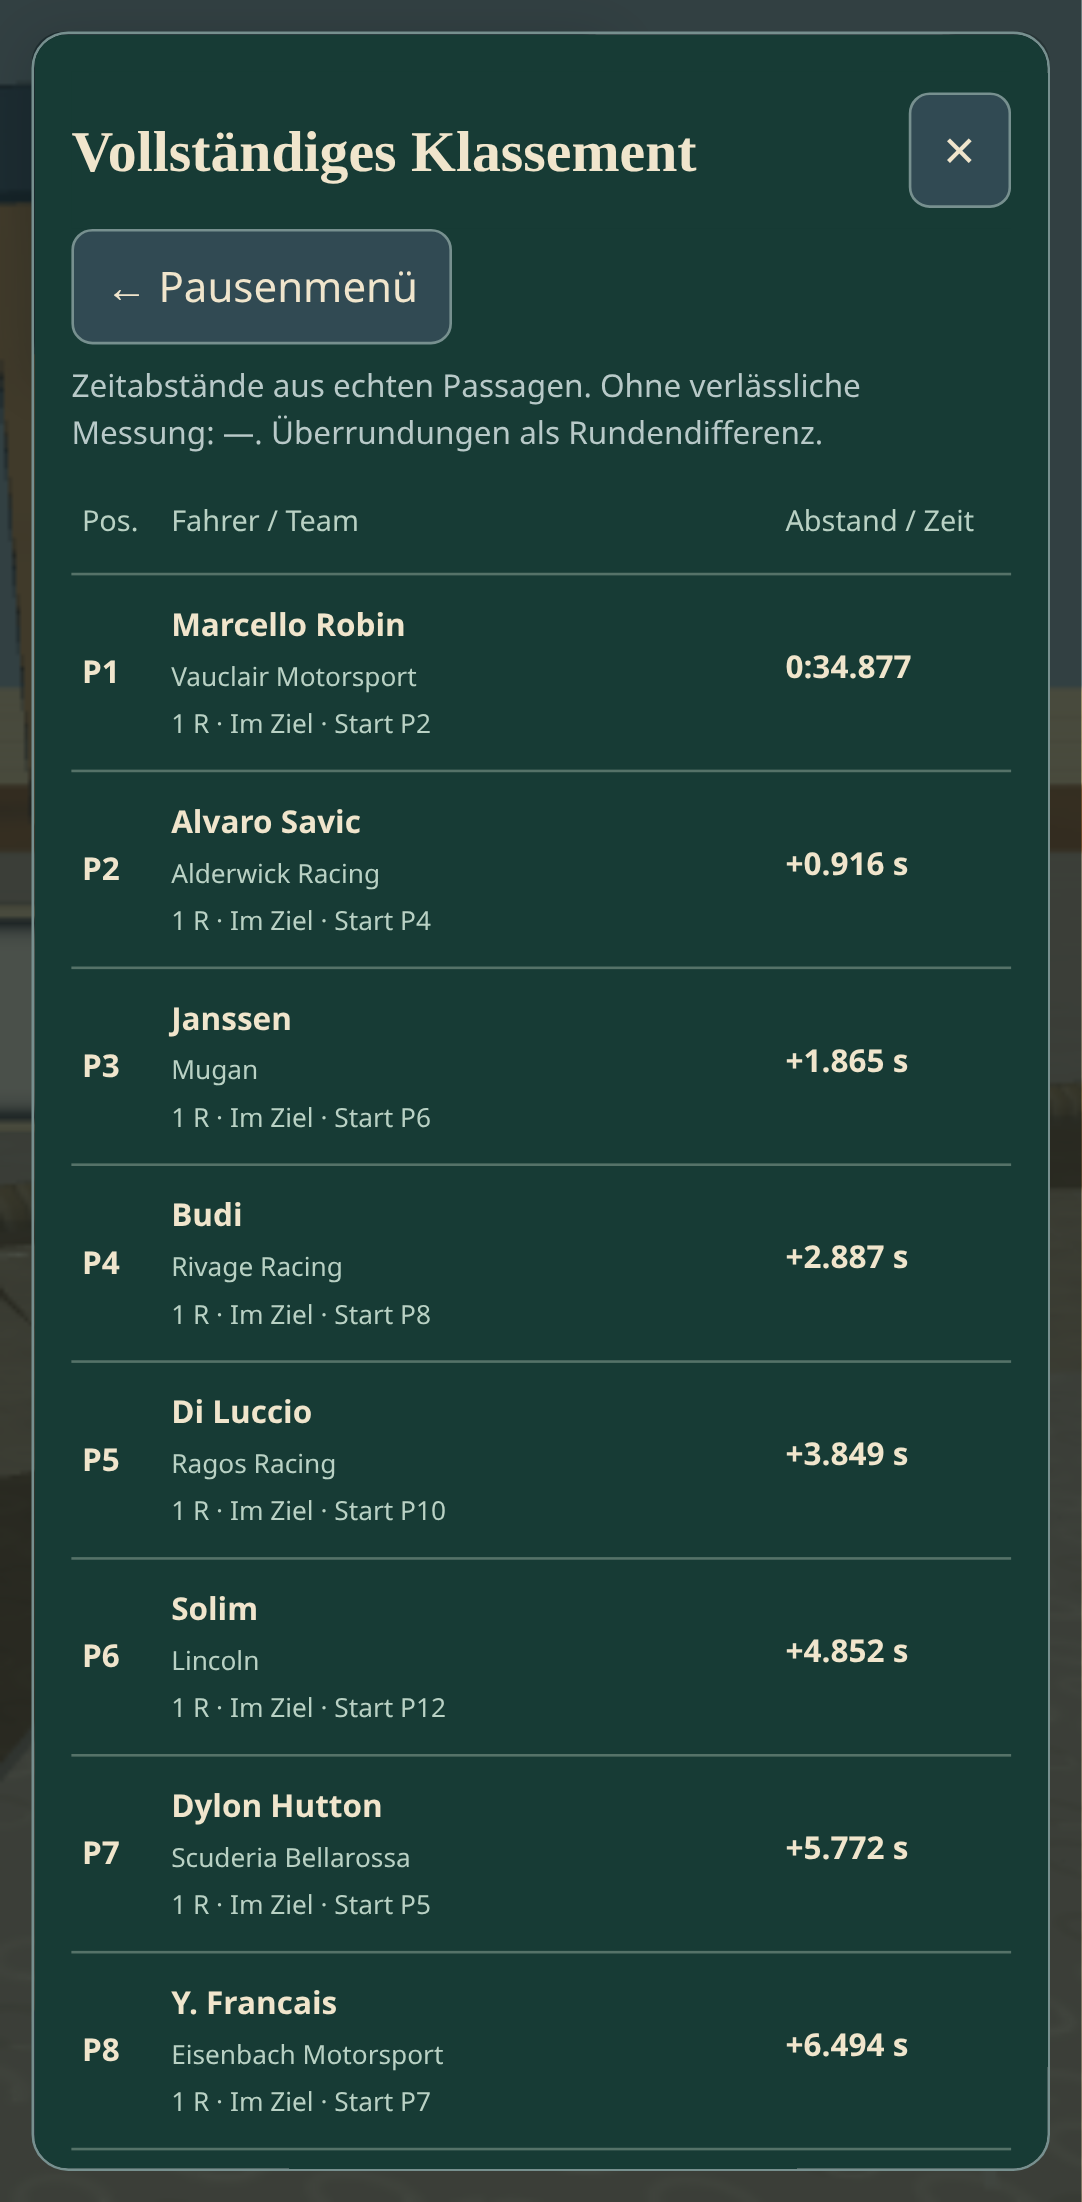 Vollständiges Klassement
×
← Pausenmenü
Zeitabstände aus echten Passagen. Ohne verlässliche
Messung: —. Überrundungen als Rundendifferenz.
Pos. Fahrer / Team Abstand / Zeit
Marcello Robin
P1 Vauclair Motorsport 0:34.877
1 R · Im Ziel · Start P2
Alvaro Savic
P2 Alderwick Racing +0.916 s
1 R · Im Ziel · Start P4
Janssen
P3 Mugan +1.865 s
1 R · Im Ziel · Start P6
Budi
P4 Rivage Racing +2.887 s
1 R · Im Ziel · Start P8
Di Luccio
P5 Ragos Racing +3.849 s
1 R · Im Ziel · Start P10
Solim
P6 Lincoln +4.852 s
1 R · Im Ziel · Start P12
Dylon Hutton
P7 Scuderia Bellarossa +5.772 s
1 R · Im Ziel · Start P5
Y. Francais
P8 Eisenbach Motorsport +6.494 s
1 R · Im Ziel · Start P7